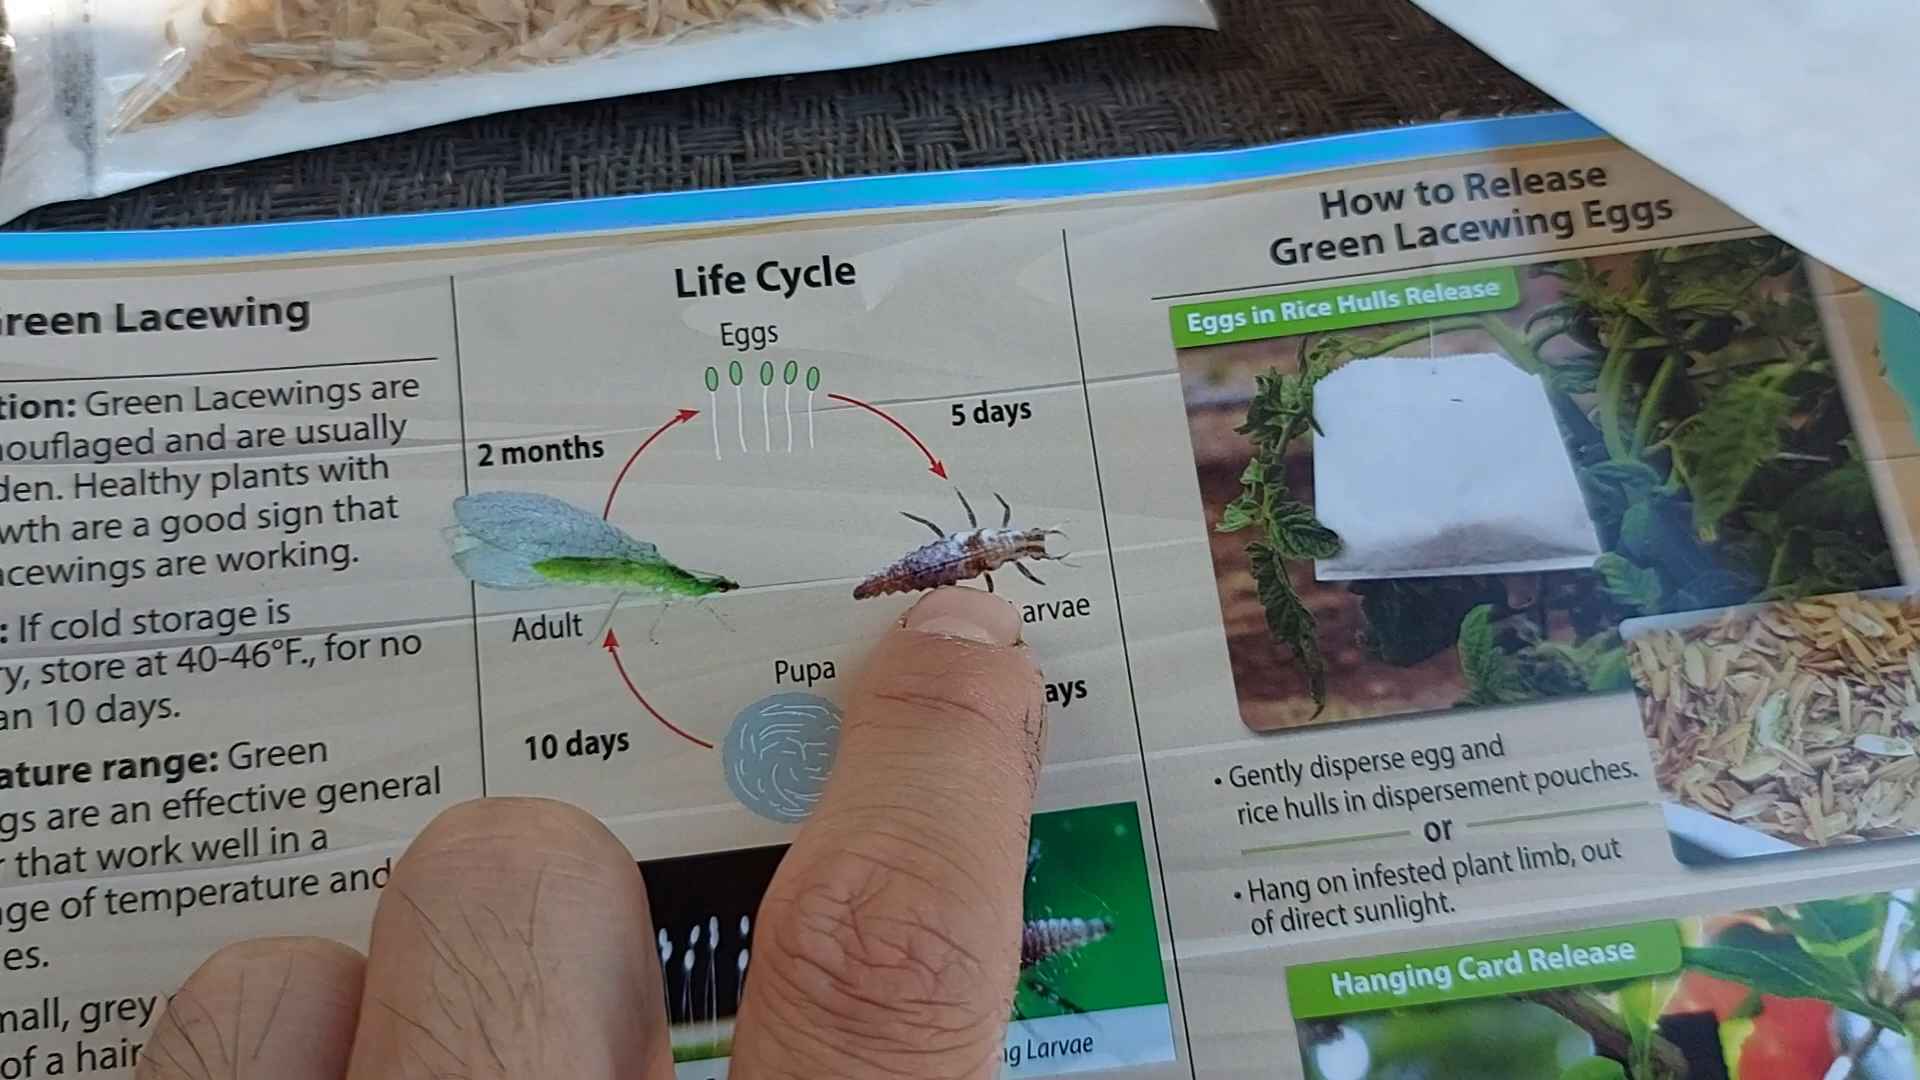 Green Lacewing
tion: Green Lacewings are
mouflaged and are usually
den. Healthy plants with
wth are a good sign that
acewings are working.
: If cold storage is
ry, store at 40-46°F., for no
an 10 days.
ature range: Green
gs are an effective general
that work well in a
ge of temperature and
es.
mall, grey
of a hair
Life Cycle
Eggs
5 days
2 months
Adult
arvae
Pupa
ays
10 days
ng Larvae
How to Release
Green Lacewing Eggs
Eggs in Rice Hulls Release
• Gently disperse egg and
rice hulls in dispersement pouches.
or
• Hang on infested plant limb, out
of direct sunlight.
Hanging Card Release